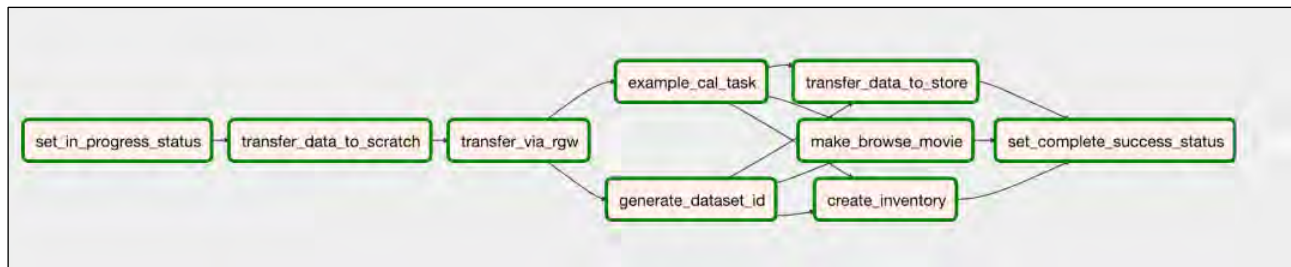 set_in_progress_status
transfer_data_to_scratch
transfer_via_rgw
example_cal_task
generate_dataset_id
transfer_data_to_store
make_browse_movie
create_inventory
set_complete_success_status